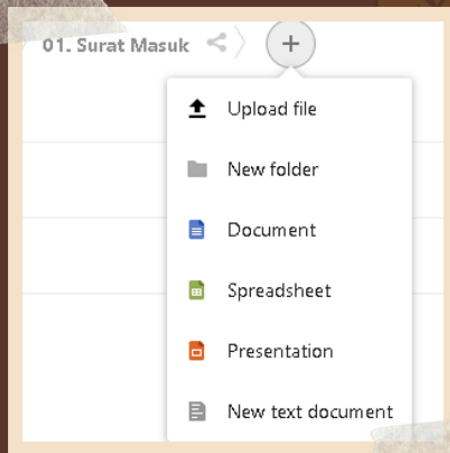 01. Surat Masuk
Upload file
New folder
Document
Spreadsheet
Presentation
New text document